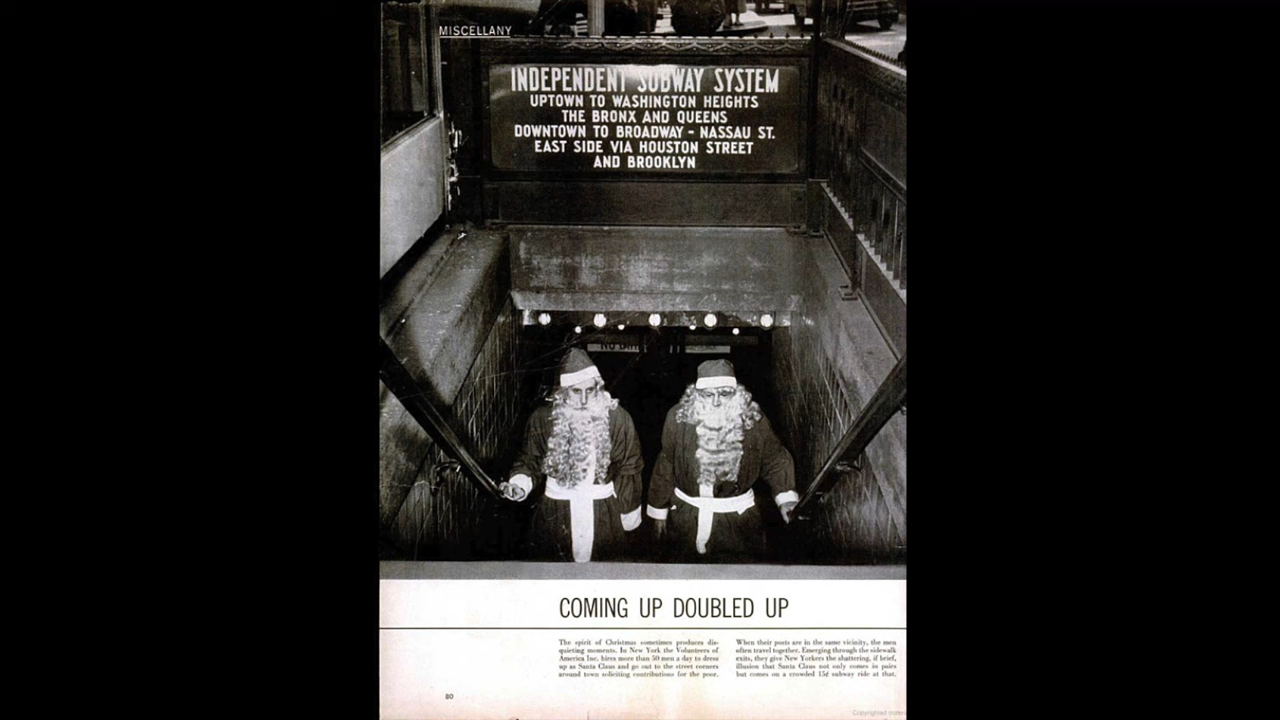 MISCELLANY
INDEPENDENT SUBWAY SYSTEM
UPTOWN TO WASHINGTON HEIGHTS
THE BRONX AND QUEENS
DOWNTOWN TO BROADWAY - NASSAU ST.
EAST SIDE VIA HOUSTON STREET
AND BROOKLYN
NO
COMING UP DOUBLED UP
The spirit of Christmas sometimes produces dis-
quieting moments. In New York the Volunteers of
America Inc. hires more than 50 men a day to dress
up as Santa Claus and go out to the street corners
around town soliciting contributions for the poor.
When their posts are in the same vicinity, the men
often travel together. Emerging through the sidewalk
exits, they give New Yorkers the shattering, if brief,
illusion that Santa Claus not only comes in pairs
but comes on a crowded 15¢ subway ride at that.
80
Copyrighted